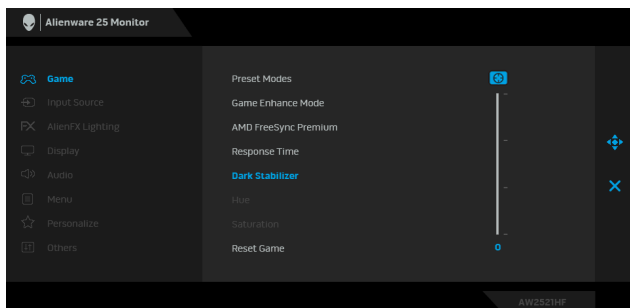 Alienware 25 Monitor
Game
Input Source
AlienFX Lighting
Display
Audio
Menu
Personalize
Others
Preset Modes
Game Enhance Mode
AMD FreeSync Premium
Response Time
Dark Stabilizer
Hue
Saturation
Reset Game
0
AW2521HF